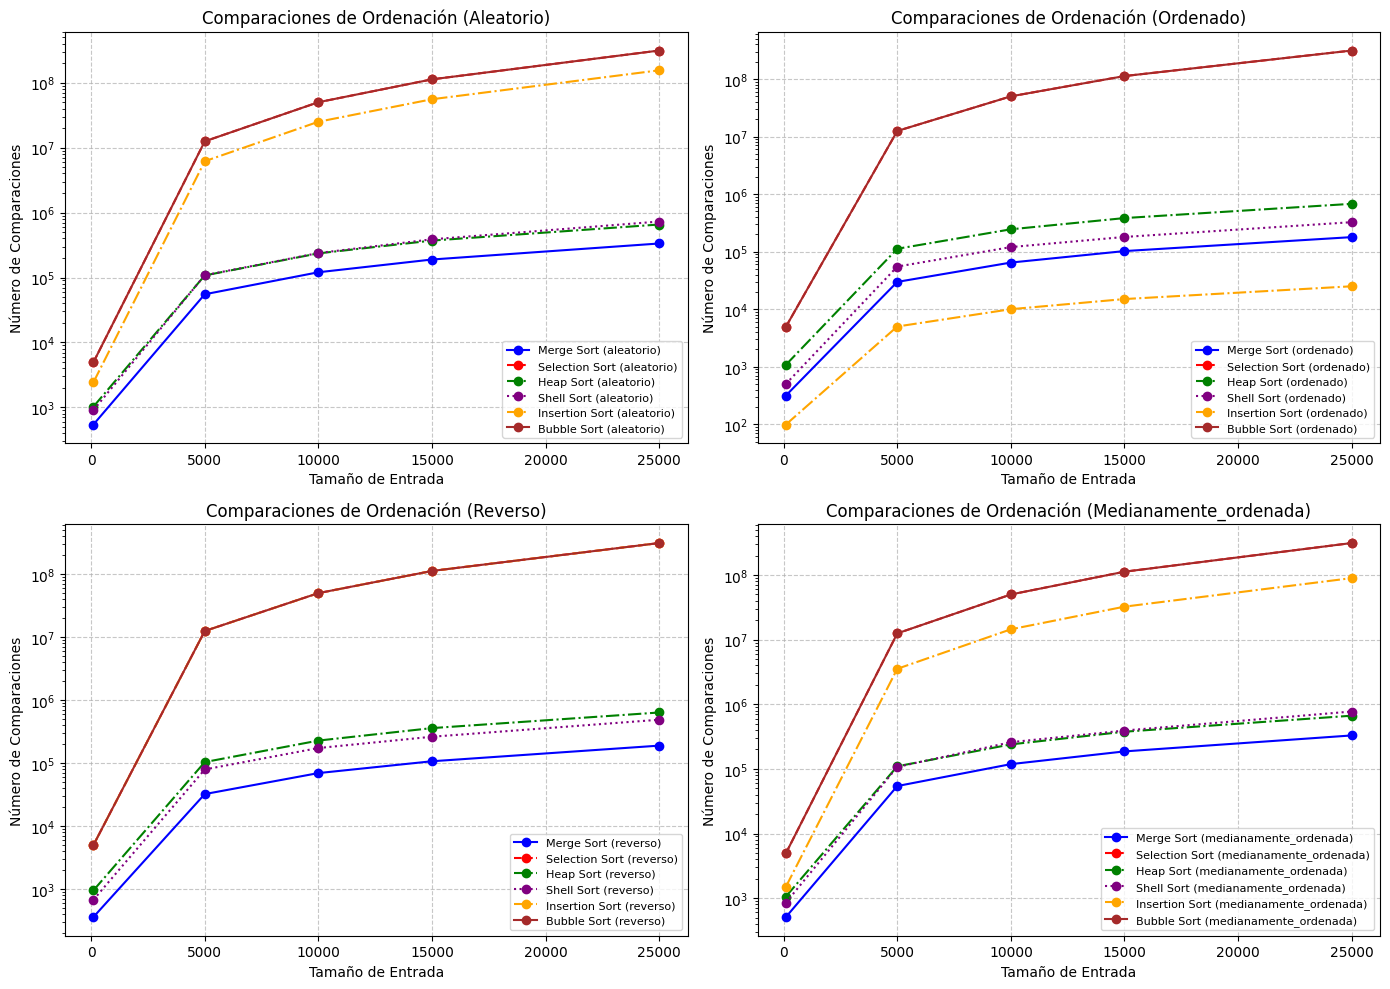 Comparaciones de Ordenación (Aleatorio)
Número de Comparaciones
10^8
10^7
10^6
10^5
10^4
10^3
Merge Sort (aleatorio)
Selection Sort (aleatorio)
Heap Sort (aleatorio)
Shell Sort (aleatorio)
Insertion Sort (aleatorio)
Bubble Sort (aleatorio)
0 5000 10000 15000 20000 25000
Tamaño de Entrada
Comparaciones de Ordenación (Ordenado)
Número de Comparaciones
10^8
10^7
10^6
10^5
10^4
10^3
10^2
Merge Sort (ordenado)
Selection Sort (ordenado)
Heap Sort (ordenado)
Shell Sort (ordenado)
Insertion Sort (ordenado)
Bubble Sort (ordenado)
0 5000 10000 15000 20000 25000
Tamaño de Entrada
Comparaciones de Ordenación (Reverso)
Número de Comparaciones
10^8
10^7
10^6
10^5
10^4
10^3
Merge Sort (reverso)
Selection Sort (reverso)
Heap Sort (reverso)
Shell Sort (reverso)
Insertion Sort (reverso)
Bubble Sort (reverso)
0 5000 10000 15000 20000 25000
Tamaño de Entrada
Comparaciones de Ordenación (Medianamente_ordenada)
Número de Comparaciones
10^8
10^7
10^6
10^5
10^4
10^3
Merge Sort (medianamente_ordenada)
Selection Sort (medianamente_ordenada)
Heap Sort (medianamente_ordenada)
Shell Sort (medianamente_ordenada)
Insertion Sort (medianamente_ordenada)
Bubble Sort (medianamente_ordenada)
0 5000 10000 15000 20000 25000
Tamaño de Entrada